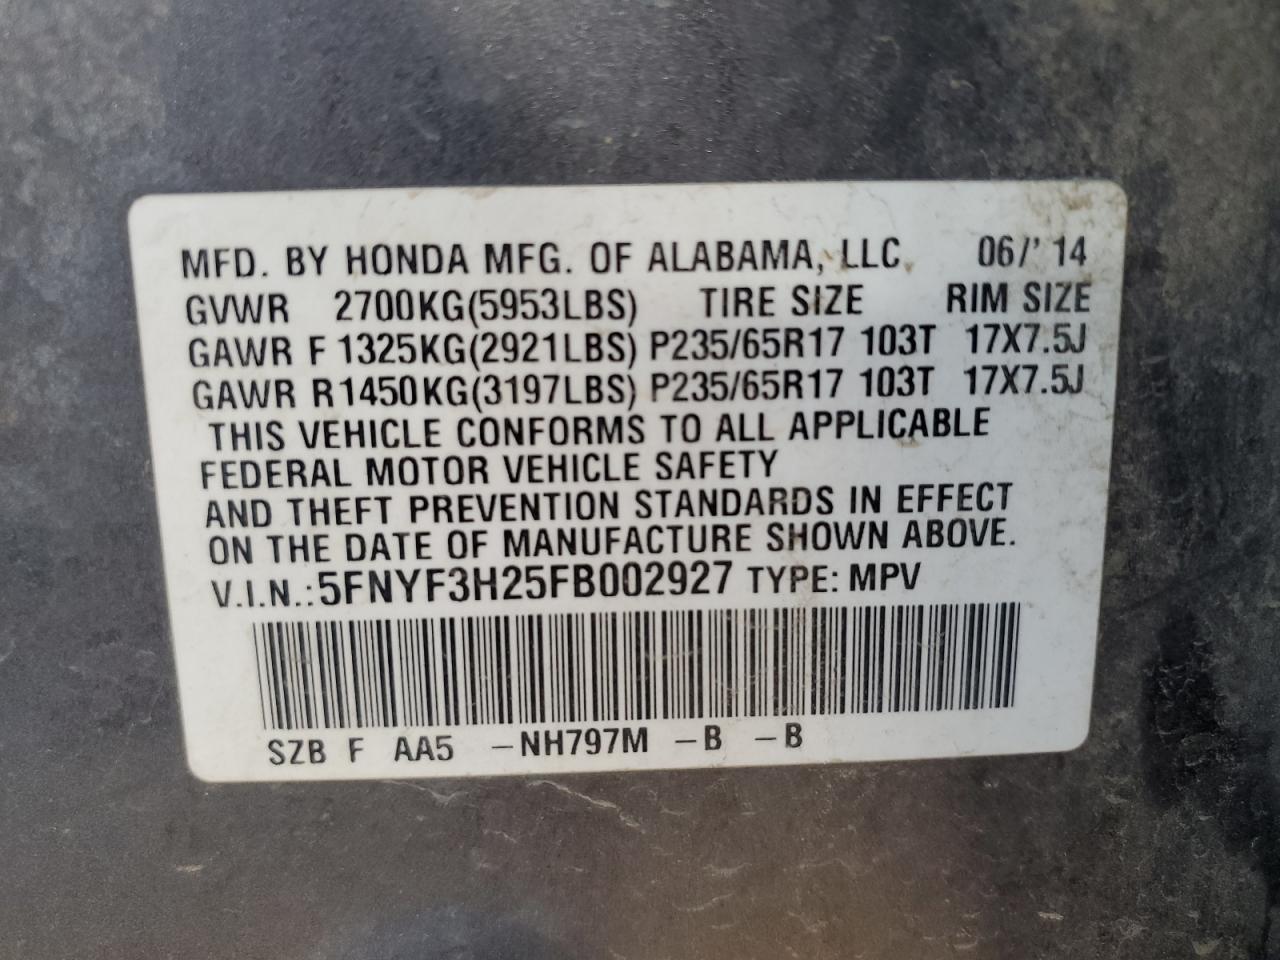 MFD. BY HONDA MFG. OF ALABAMA, LLC. 06/' 14
GVWR 2700KG(5953LBS) TIRE SIZE RIM SIZE
GAWR F 1325KG(2921LBS) P235/65R17 103T 17X7.5J
GAWR R1450KG(3197LBS) P235/65R17 103T 17X7.5J
THIS VEHICLE CONFORMS TO ALL APPLICABLE
FEDERAL MOTOR VEHICLE SAFETY
AND THEFT PREVENTION STANDARDS IN EFFECT
ON THE DATE OF MANUFACTURE SHOWN ABOVE.
V.I.N.:5FNYF3H25FB002927 TYPE: MPV
SZB F AA5 -NH797M -B -B